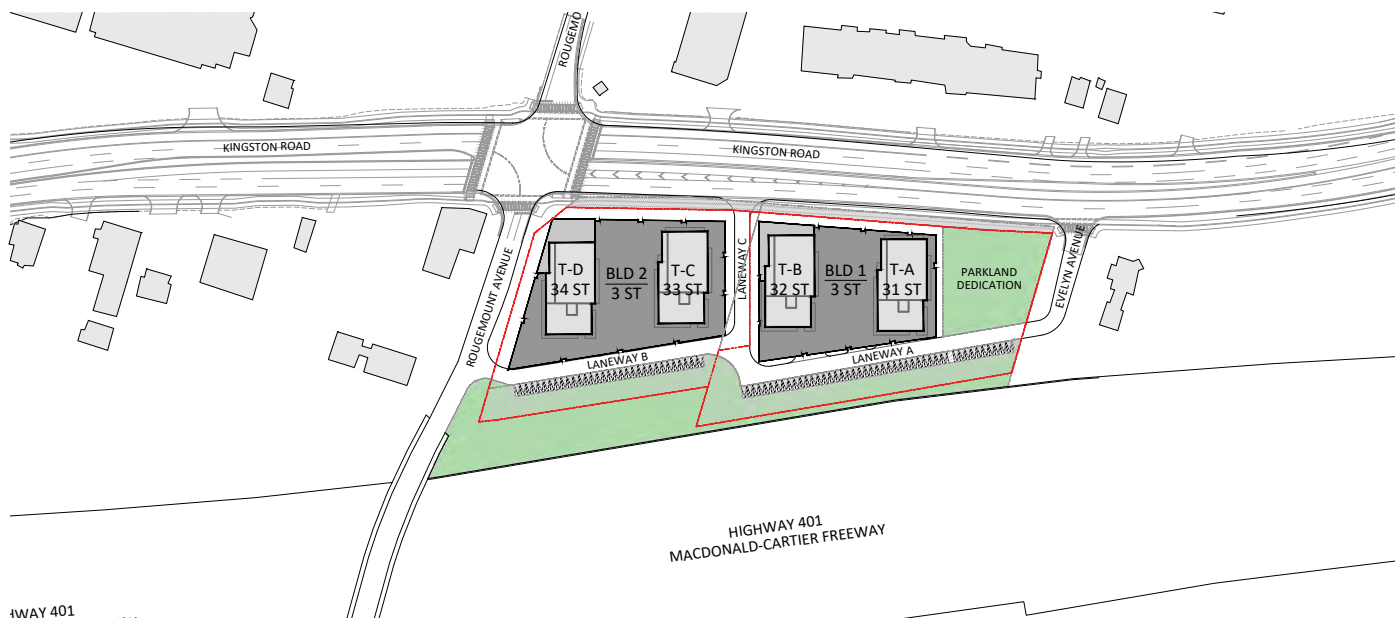 ROUGEMO
KINGSTON ROAD
KINGSTON ROAD
ROUGEMOUNT AVENUE
T-D
34 ST
BLD 2
3 ST
T-C
33 ST
LANEWAY C
T-B
32 ST
BLD 1
3 ST
T-A
31 ST
PARKLAND
DEDICATION
EVELYN AVENUE
LANEWAY B
LANEWAY A
HIGHWAY 401
MACDONALD-CARTIER FREEWAY
HWAY 401